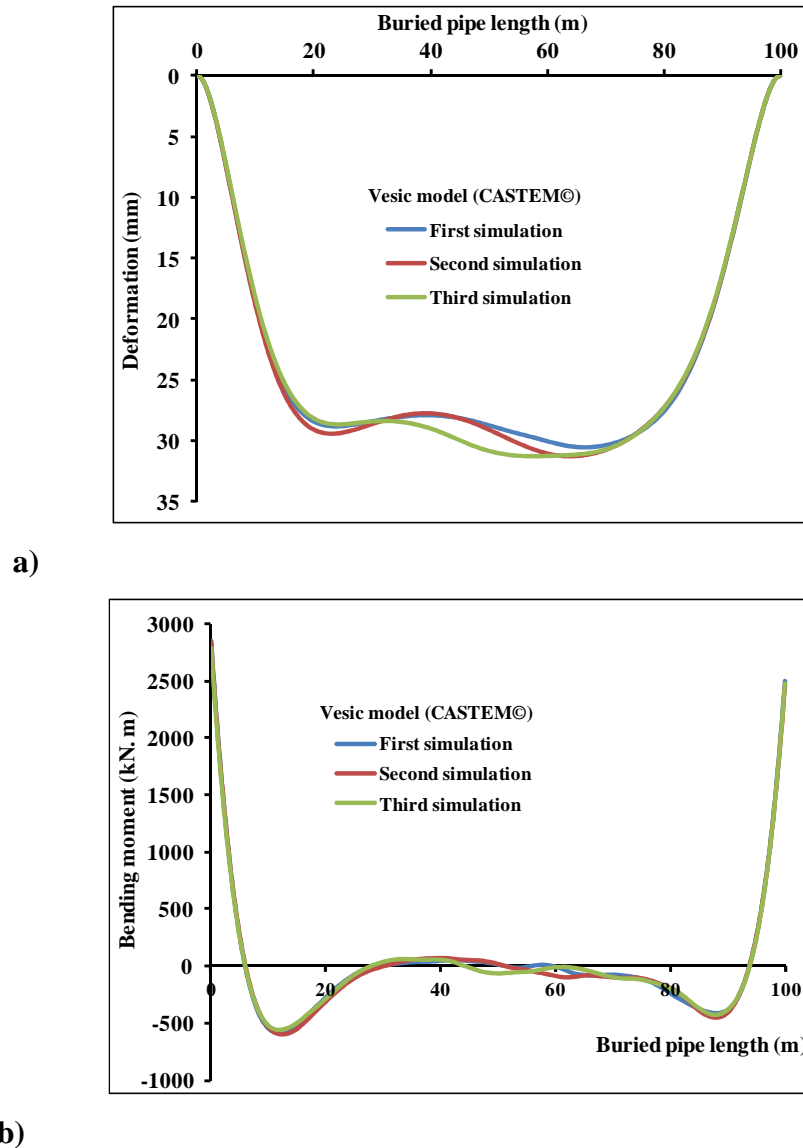 Buried pipe length (m)
0 20 40 60 80 100
0
5
10
15
20
25
30
35
Deformation (mm)
Vesic model (CASTEM©)
First simulation
Second simulation
Third simulation
a)
3000
2500
2000
1500
1000
500
0
-500
-1000
Bending moment (kN. m)
Vesic model (CASTEM©)
First simulation
Second simulation
Third simulation
0 20 40 60 80 100
Buried pipe length (m)
b)